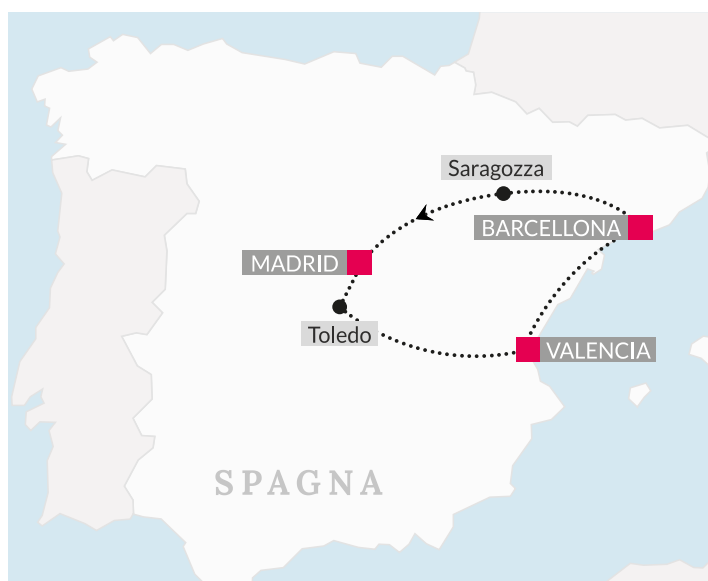 Saragozza
BARCELLONA
MADRID
Toledo
VALENCIA
SPAGNA